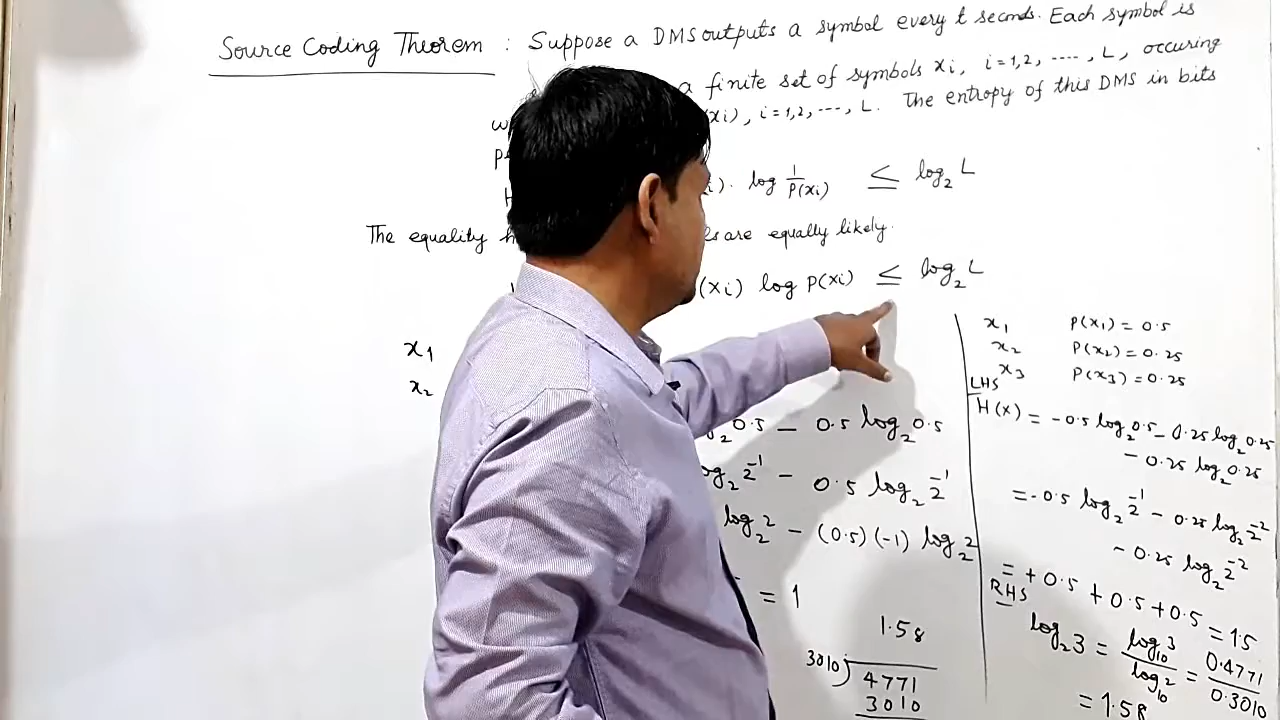 Source Coding Theorem : Suppose a DMS outputs a symbol every t seconds. Each symbol is
a finite set of symbols xi, i=1,2, ----, L, occuring
(xi), i=1,2, ---, L. The entropy of this DMS in bits
i). log 1/P(xi) ≤ log₂ L
The equality are equally likely.
(xi) log P(xi) ≤ log₂ L
x₁
x₂
log₂ 0.5 – 0.5 log₂ 0.5
log₂ 2⁻¹ – 0.5 log₂ 2⁻¹
log₂ 2 – (0.5)(-1) log₂ 2
= 1
1.58
3010) 4771
3010
x₁ P(x₁) = 0.5
x₂ P(x₂) = 0.25
x₃ P(x₃) = 0.25
LHS
H(x) = -0.5 log₂ 0.5 – 0.25 log₂ 0.25
– 0.25 log₂ 0.25
= -0.5 log₂ 2⁻¹ – 0.25 log₂ 2⁻²
– 0.25 log₂ 2⁻²
= +0.5 + 0.5 + 0.5 = 1.5
RHS
log₂ 3 = log₁₀ 3 / log₁₀ 2 = 0.4771 / 0.3010
= 1.58